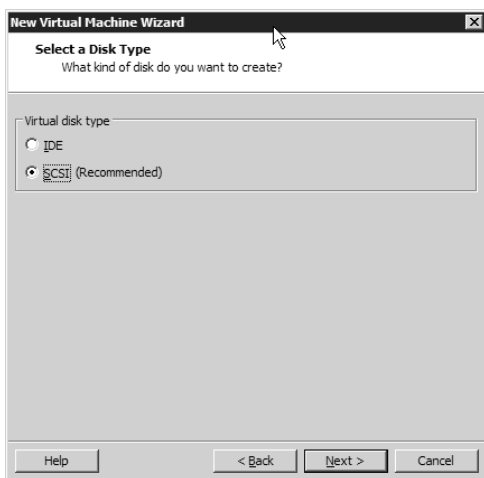 New Virtual Machine Wizard
Select a Disk Type
What kind of disk do you want to create?
Virtual disk type
IDE
SCSI (Recommended)
Help < Back Next > Cancel